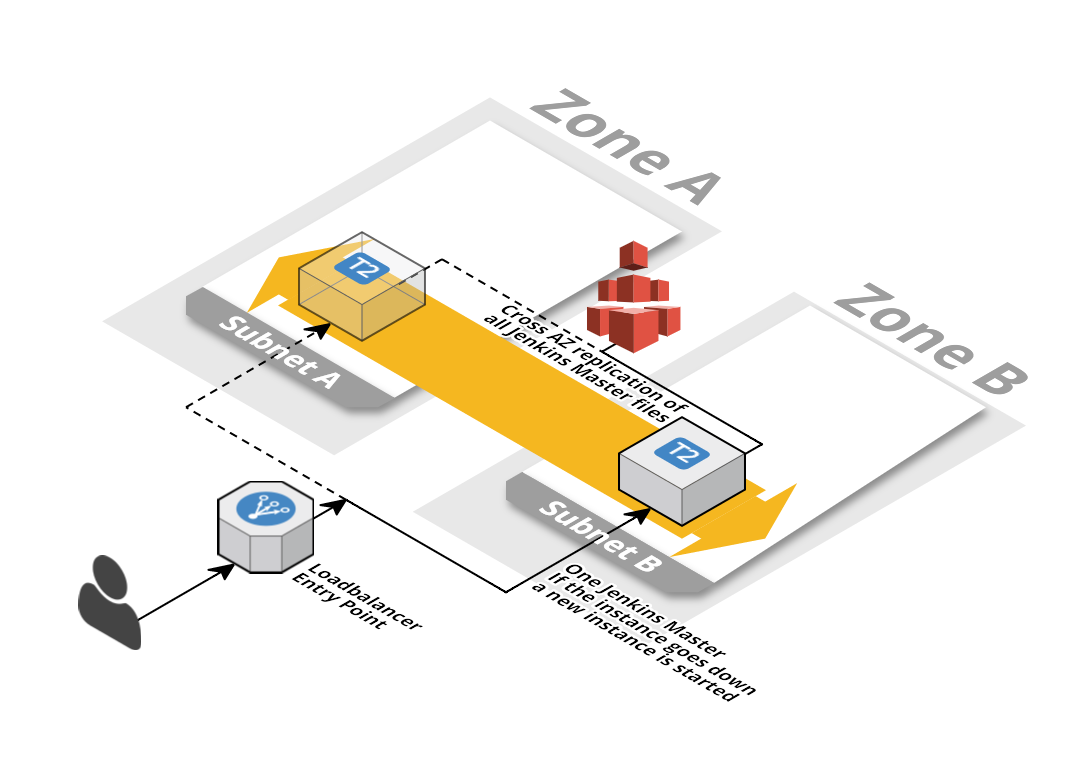 Zone A
Zone B
T2
Cross AZ replication of
all Jenkins Master files
Subnet A
T2
Subnet B
Loadbalancer
Entry Point
One Jenkins Master
If the instance goes down
a new instance is started